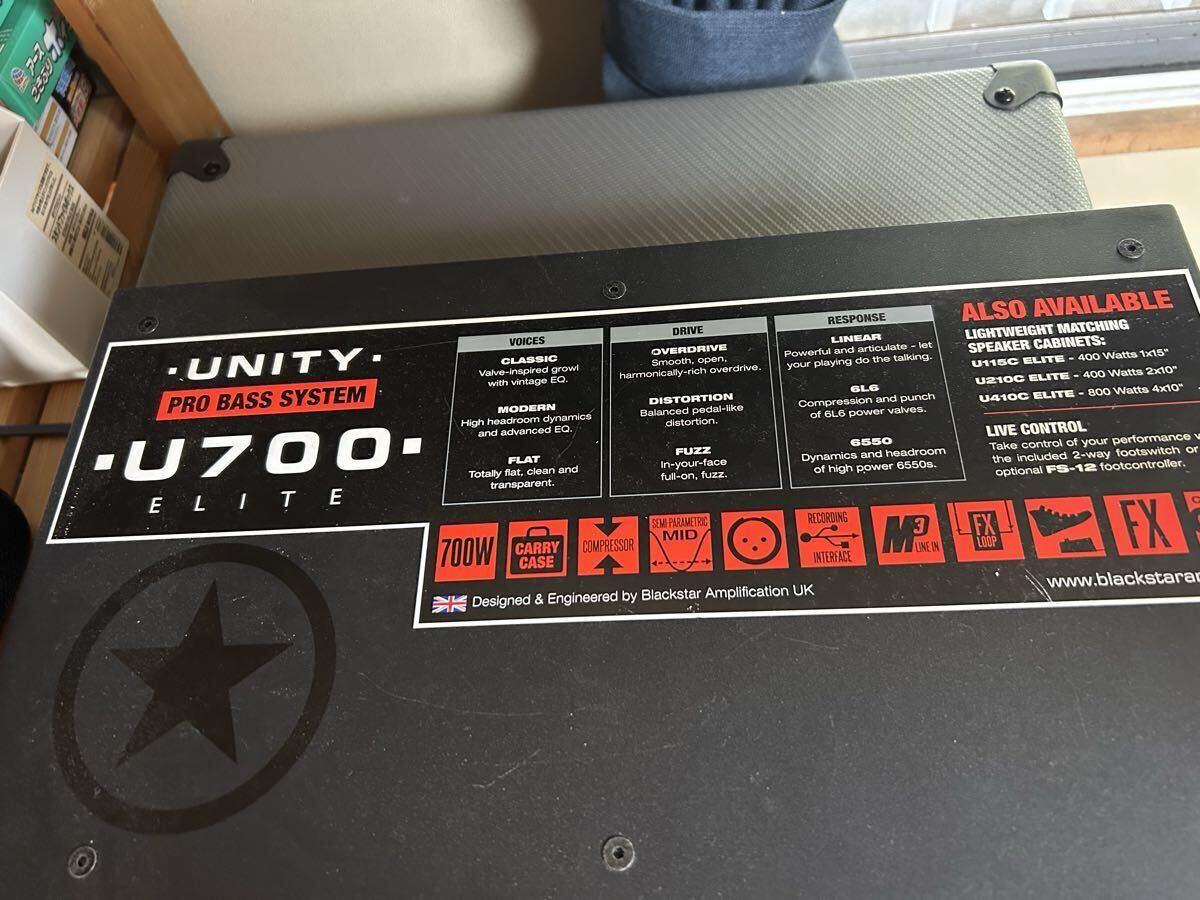 アース
·UNITY·
PRO BASS SYSTEM
·U700·
ELITE
VOICES
CLASSIC
Valve-inspired growl
with vintage EQ.
MODERN
High headroom dynamics
and advanced EQ.
FLAT
Totally flat, clean and
transparent.
DRIVE
OVERDRIVE
Smooth, open,
harmonically-rich overdrive.
DISTORTION
Balanced pedal-like
distortion.
FUZZ
In-your-face
full-on, fuzz.
RESPONSE
LINEAR
Powerful and articulate - let
your playing do the talking.
6L6
Compression and punch
of 6L6 power valves.
6550
Dynamics and headroom
of high power 6550s.
ALSO AVAILABLE
LIGHTWEIGHT MATCHING
SPEAKER CABINETS:
U115C ELITE - 400 Watts 1x15"
U210C ELITE - 400 Watts 2x10"
U410C ELITE - 800 Watts 4x10"
LIVE CONTROL
Take control of your performance
the included 2-way footswitch or
optional FS-12 footcontroller.
700W
CARRY
CASE
COMPRESSOR
SEMI-PARAMETRIC
MID
RECORDING
INTERFACE
M3
LINE IN
FX
LOOP
FX
Designed & Engineered by Blackstar Amplification UK
www.blackstarar